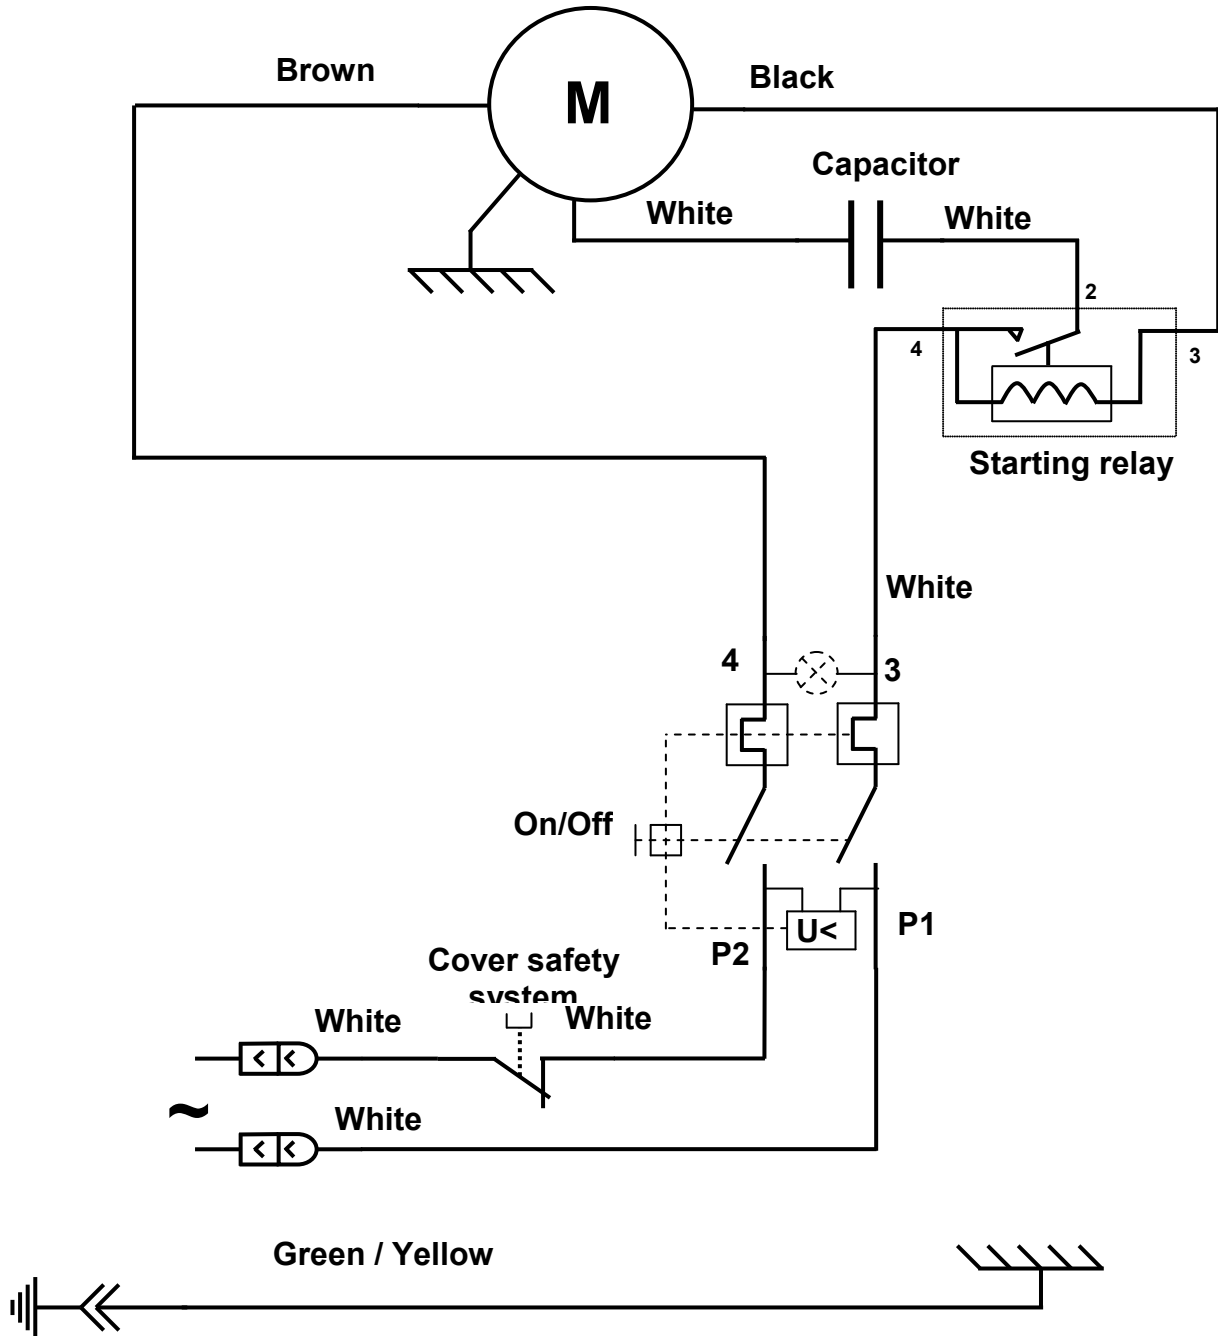 Brown
M
Black
Capacitor
White
White
2
4
3
Starting relay
White
4
3
On/Off
U<
P1
P2
Cover safety
system
White
White
~
White
Green / Yellow